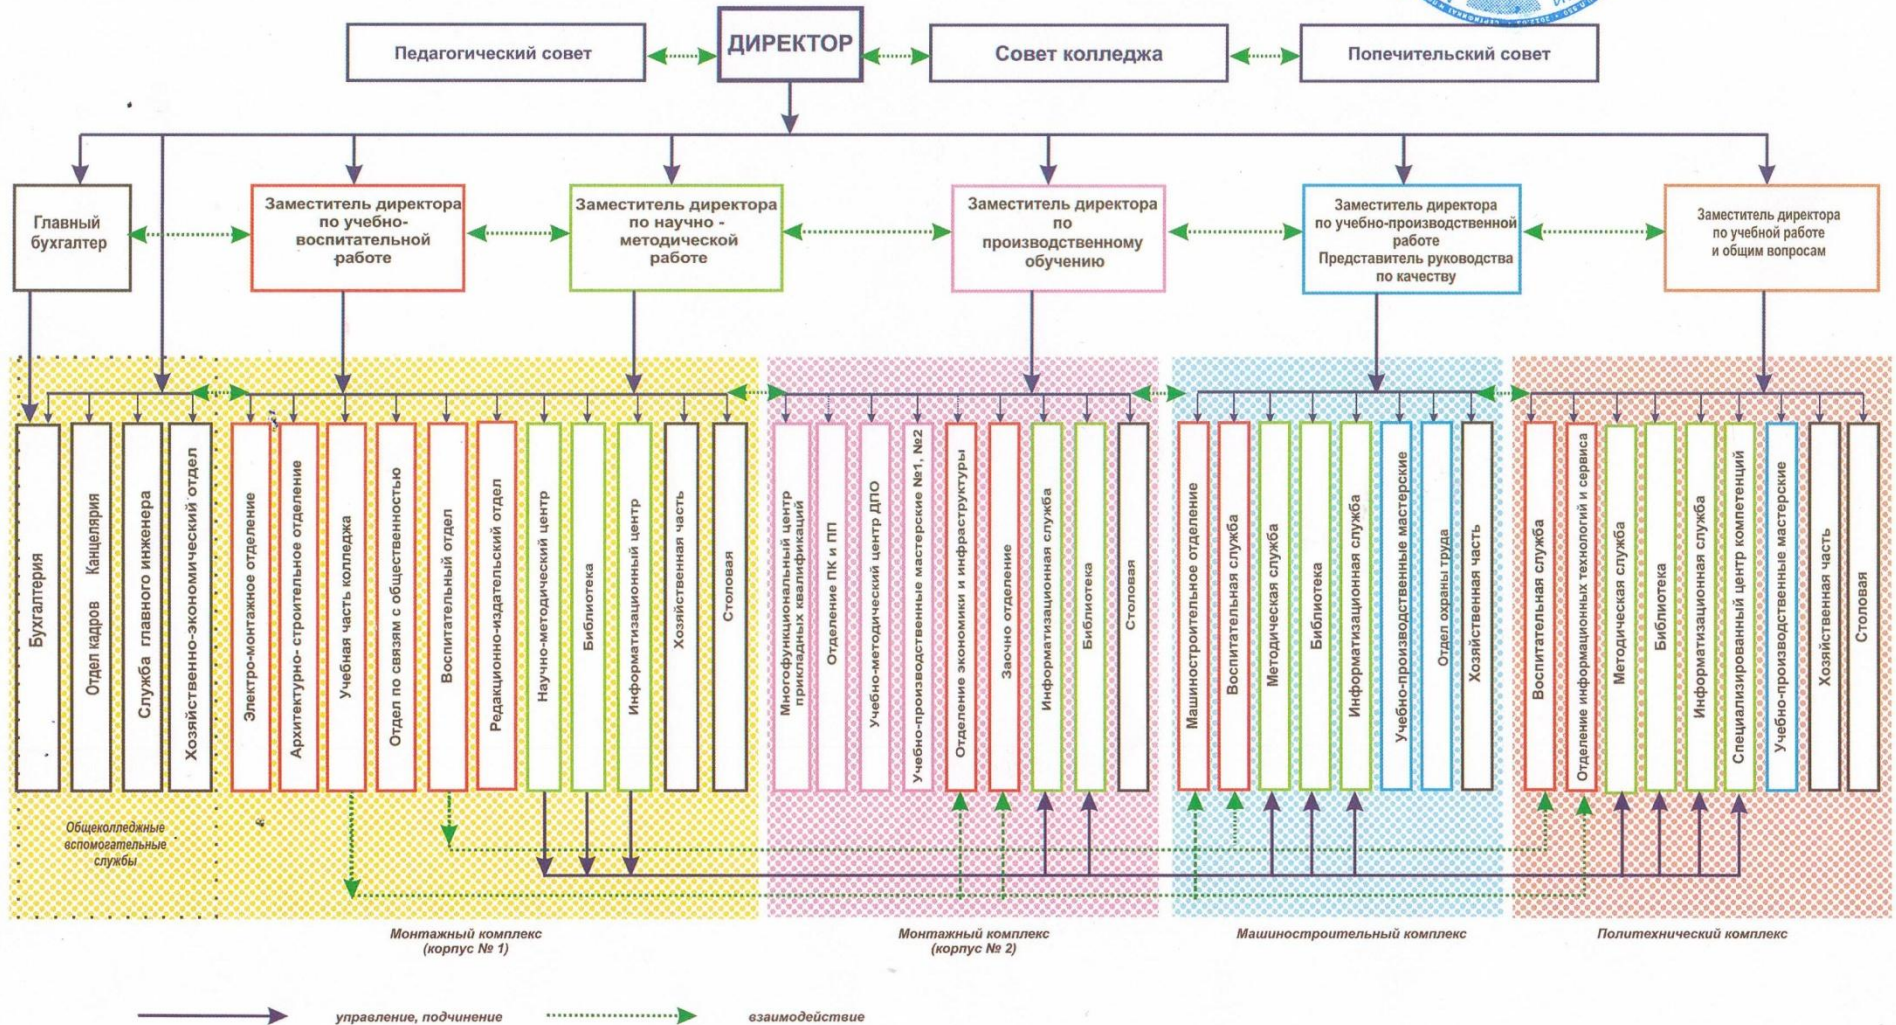 Педагогический совет
ДИРЕКТОР
Совет колледжа
Попечительский совет
Главный
бухгалтер
Заместитель директора
по учебно-
воспитательной
работе
Заместитель директора
по научно -
методической
работе
Заместитель директора
по
производственному
обучению
Заместитель директора
по учебно-производственной
работе
Представитель руководства
по качеству
Заместитель директора
по учебной работе
и общим вопросам
Бухгалтерия
Отдел кадров Канцелярия
Служба главного инженера
Хозяйственно-экономический отдел
Электро-монтажное отделение
Архитектурно- строительное отделение
Учебная часть колледжа
Отдел по связям с общественностью
Воспитательный отдел
Редакционно-издательский отдел
Научно-методический центр
Библиотека
Информатизационный центр
Хозяйственная часть
Столовая
Многофункциональный центр
прикладных квалификаций
Отделение ПК и ПП
Учебно-методический центр ДПО
Учебно-производственные мастерские №1, №2
Отделение экономики и инфраструктуры
Заочно отделение
Информатизационная служба
Библиотека
Столовая
Машиностроительное отделение
Воспитательная служба
Методическая служба
Библиотека
Информатизационная служба
Учебно-производственные мастерские
Отдел охраны труда
Хозяйственная часть
Воспитательная служба
Отделение информационных технологий и сервиса
Методическая служба
Библиотека
Информатизационная служба
Специализированный центр компетенций
Учебно-производственные мастерские
Хозяйственная часть
Столовая
Общеколледжные
вспомогательные
службы
Монтажный комплекс
(корпус № 1)
Монтажный комплекс
(корпус № 2)
Машиностроительный комплекс
Политехнический комплекс
управление, подчинение
взаимодействие